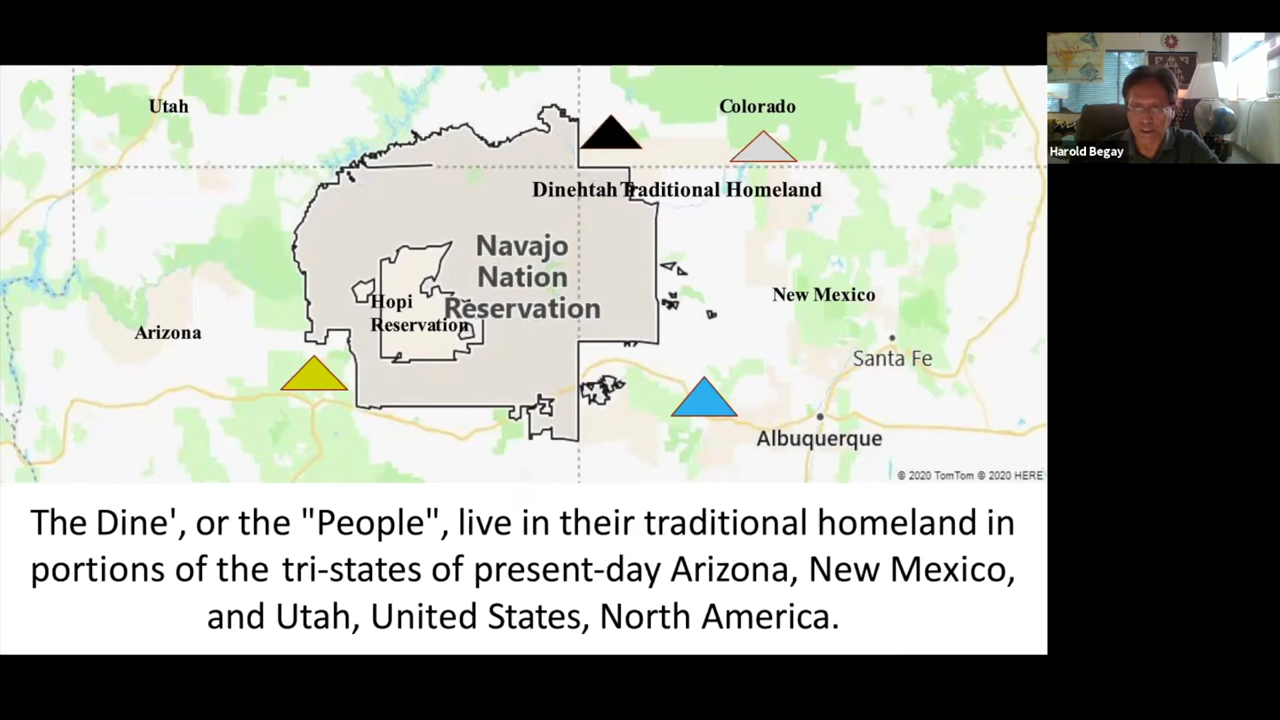 Utah
Colorado
Harold Begay
Dinehtah Traditional Homeland
Navajo
Nation
Reservation
Hopi
Reservation
New Mexico
Arizona
Santa Fe
Albuquerque
© 2020 TomTom © 2020 HERE
The Dine', or the "People", live in their traditional homeland in
portions of the tri-states of present-day Arizona, New Mexico,
and Utah, United States, North America.